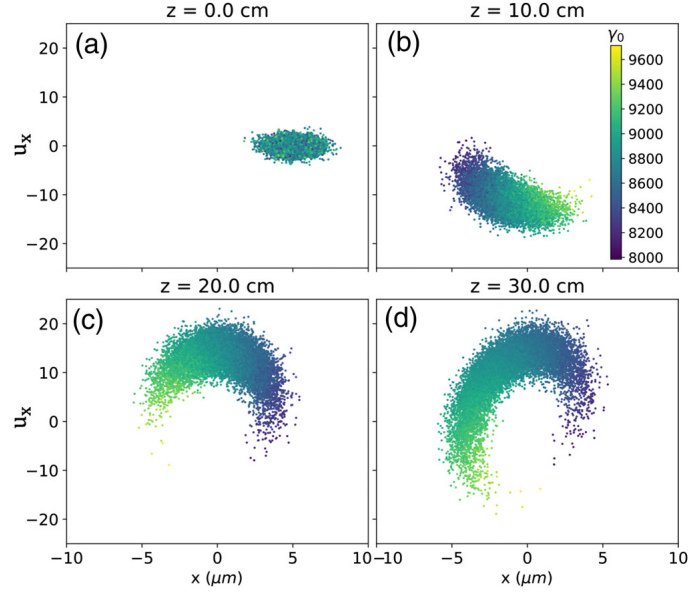 z = 0.0 cm
z = 10.0 cm
(a)
(b)
γ₀
20
10
0
−10
−20
uₓ
9600
9400
9200
9000
8800
8600
8400
8200
8000
z = 20.0 cm
z = 30.0 cm
(c)
(d)
20
10
0
−10
−20
uₓ
−10
−5
0
5
10
−10
−5
0
5
10
x (μm)
x (μm)